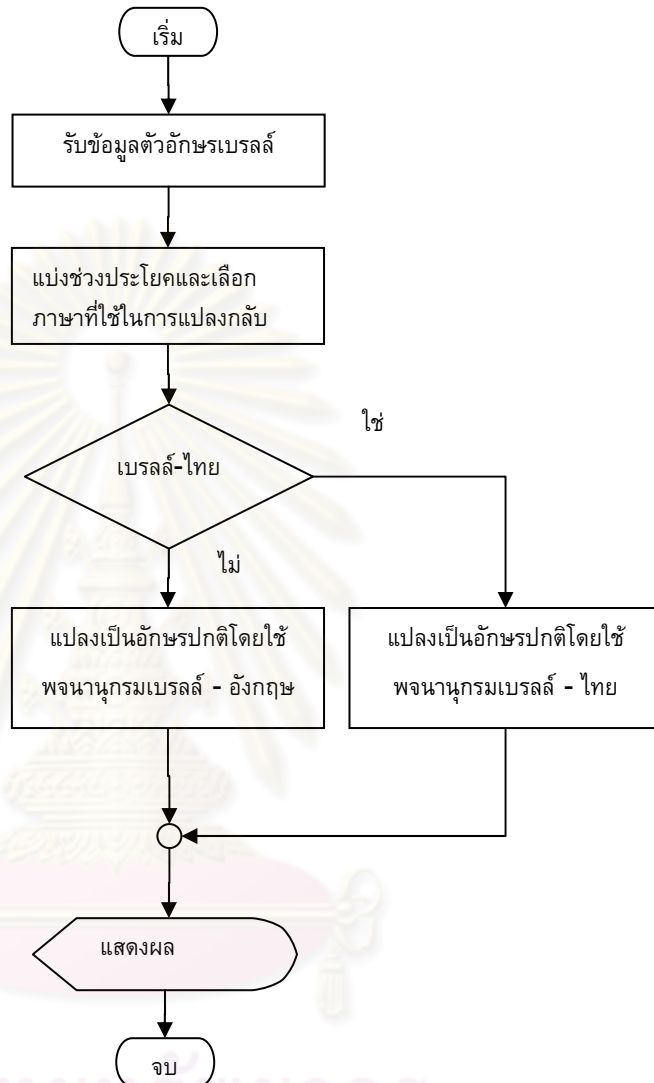 เริ่ม
รับข้อมูลตัวอักษรเบรลล์
แบ่งช่วงประโยคและเลือก
ภาษาที่ใช้ในการแปลงกลับ
ใช่
เบรลล์-ไทย
ไม่
แปลงเป็นอักษรปกติโดยใช้
พจนานุกรมเบรลล์ - อังกฤษ
แปลงเป็นอักษรปกติโดยใช้
พจนานุกรมเบรลล์ - ไทย
แสดงผล
จบ